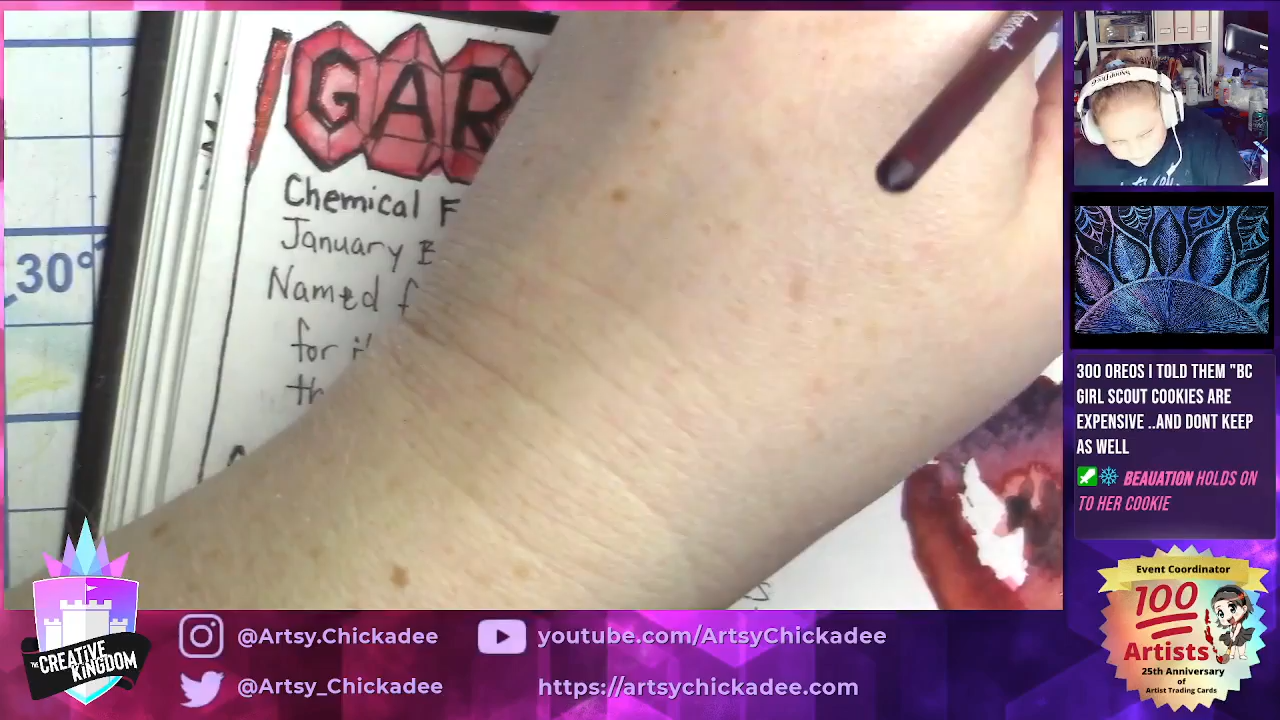 GAR
Chemical F
January B
Named f
for it
th
30°
300 OREOS I TOLD THEM "BC
GIRL SCOUT COOKIES ARE
EXPENSIVE ..AND DONT KEEP
AS WELL
BEAUATION HOLDS ON
TO HER COOKIE
Event Coordinator
100
Artists
25th Anniversary
of
Artist Trading Cards
THE CREATIVE
KINGDOM
@Artsy.Chickadee
youtube.com/ArtsyChickadee
@Artsy_Chickadee
https://artsychickadee.com